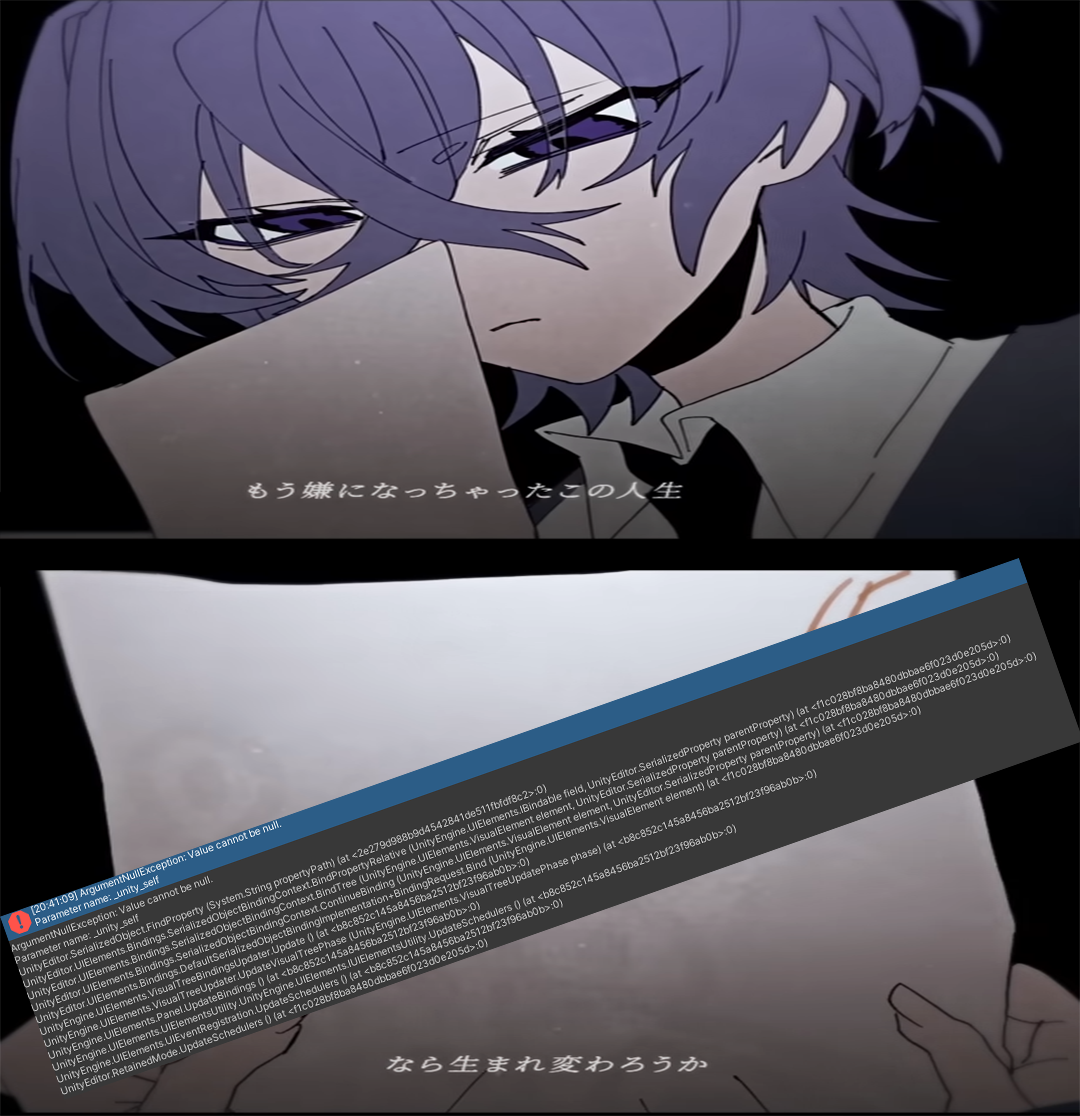 もう嫌になっちゃったこの人生
[20:41:09] ArgumentNullException: Value cannot be null.
Parameter name: _unity_self
ArgumentNullException: Value cannot be null.
Parameter name: _unity_self
UnityEditor.SerializedObject.FindProperty (System.String propertyPath) (at <2e279d988b9d4542841de511fbfdf8c2>:0)
UnityEditor.UIElements.Bindings.SerializedObjectBindingContext.BindPropertyRelative (UnityEngine.UIElements.IBindable field, UnityEditor.SerializedProperty parentProperty) (at <f1c028bf8ba8480dbbae6f023d0e205d>:0)
UnityEditor.UIElements.Bindings.SerializedObjectBindingContext.BindTree (UnityEngine.UIElements.VisualElement element, UnityEditor.SerializedProperty parentProperty) (at <f1c028bf8ba8480dbbae6f023d0e205d>:0)
UnityEditor.UIElements.Bindings.SerializedObjectBindingContext.ContinueBinding (UnityEngine.UIElements.VisualElement element, UnityEditor.SerializedProperty parentProperty) (at <f1c028bf8ba8480dbbae6f023d0e205d>:0)
UnityEditor.UIElements.Bindings.DefaultSerializedObjectBindingImplementation+BindingRequest.Bind (UnityEngine.UIElements.VisualElement element) (at <f1c028bf8ba8480dbbae6f023d0e205d>:0)
UnityEngine.UIElements.VisualTreeBindingsUpdater.Update () (at <b8c852c145a8456ba2512bf23f96ab0b>:0)
UnityEngine.UIElements.VisualTreeUpdater.UpdateVisualTreePhase (UnityEngine.UIElements.VisualTreeUpdatePhase phase) (at <b8c852c145a8456ba2512bf23f96ab0b>:0)
UnityEngine.UIElements.Panel.UpdateBindings () (at <b8c852c145a8456ba2512bf23f96ab0b>:0)
UnityEngine.UIElements.UIElementsUtility.UnityEngine.UIElements.IUIElementsUtility.UpdateSchedulers () (at <b8c852c145a8456ba2512bf23f96ab0b>:0)
UnityEngine.UIElements.UIEventRegistration.UpdateSchedulers () (at <b8c852c145a8456ba2512bf23f96ab0b>:0)
UnityEditor.RetainedMode.UpdateSchedulers () (at <f1c028bf8ba8480dbbae6f023d0e205d>:0)
なら生まれ変わろうか